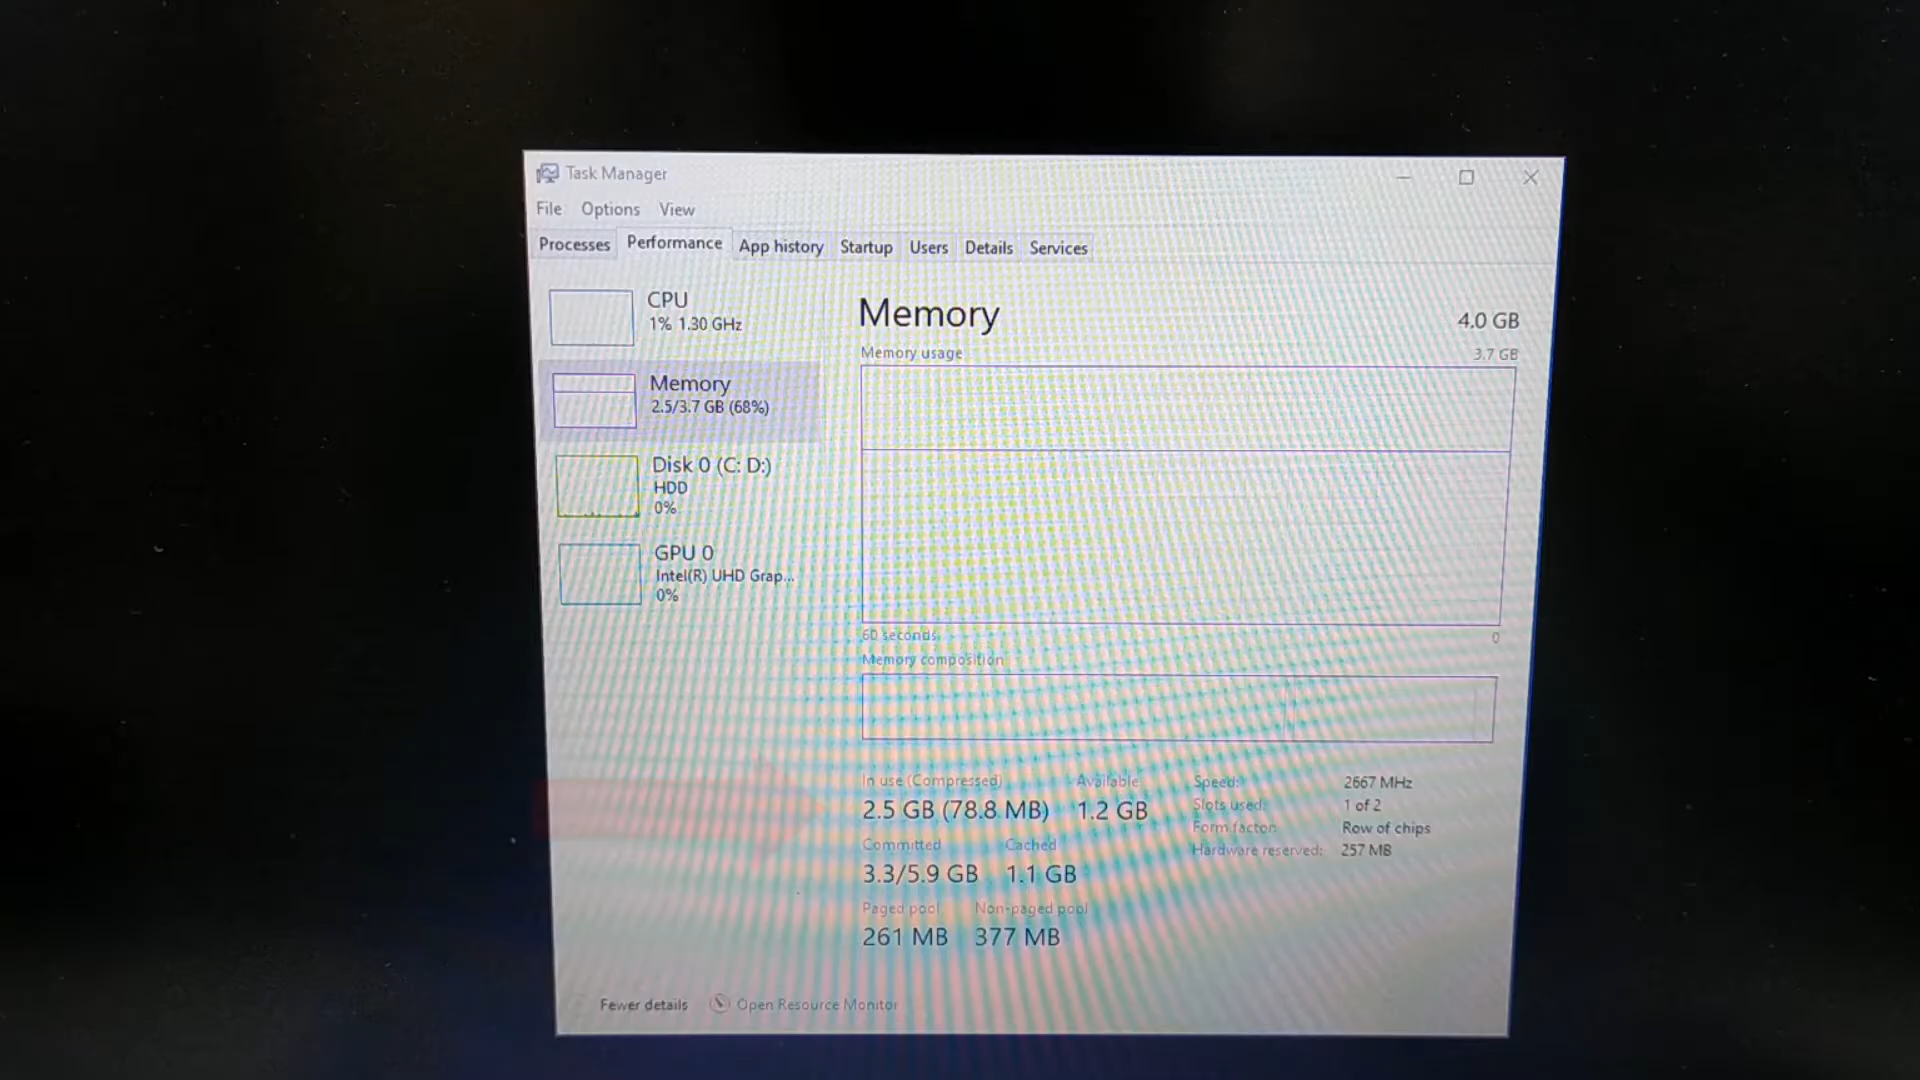 Task Manager
File Options View
Processes Performance App history Startup Users Details Services
CPU
1% 1.30 GHz
Memory
2.5/3.7 GB (68%)
Disk 0 (C: D:)
HDD
0%
GPU 0
Intel(R) UHD Grap...
0%
Memory 4.0 GB
Memory usage 3.7 GB
60 seconds 0
Memory composition
In use (Compressed) Available
2.5 GB (78.8 MB) 1.2 GB
Committed Cached
3.3/5.9 GB 1.1 GB
Paged pool Non-paged pool
261 MB 377 MB
Speed: 2667 MHz
Slots used: 1 of 2
Form factor: Row of chips
Hardware reserved: 257 MB
Fewer details Open Resource Monitor